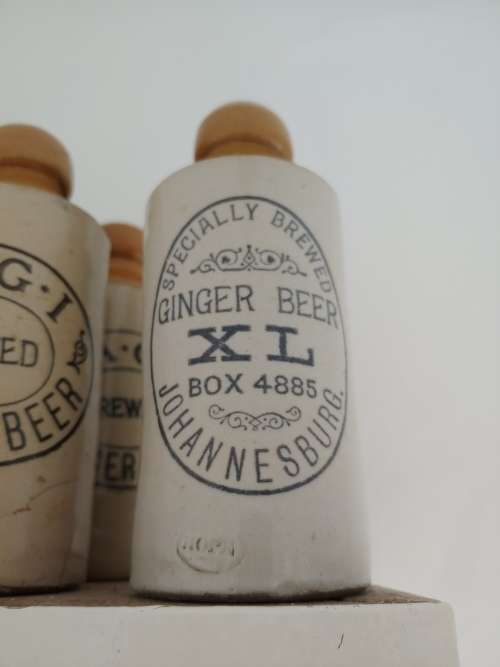 SPECIALLY BREWED
GINGER BEER
XL
BOX 4885
JOHANNESBURG.
G.I
ED
BEER
REW
ER